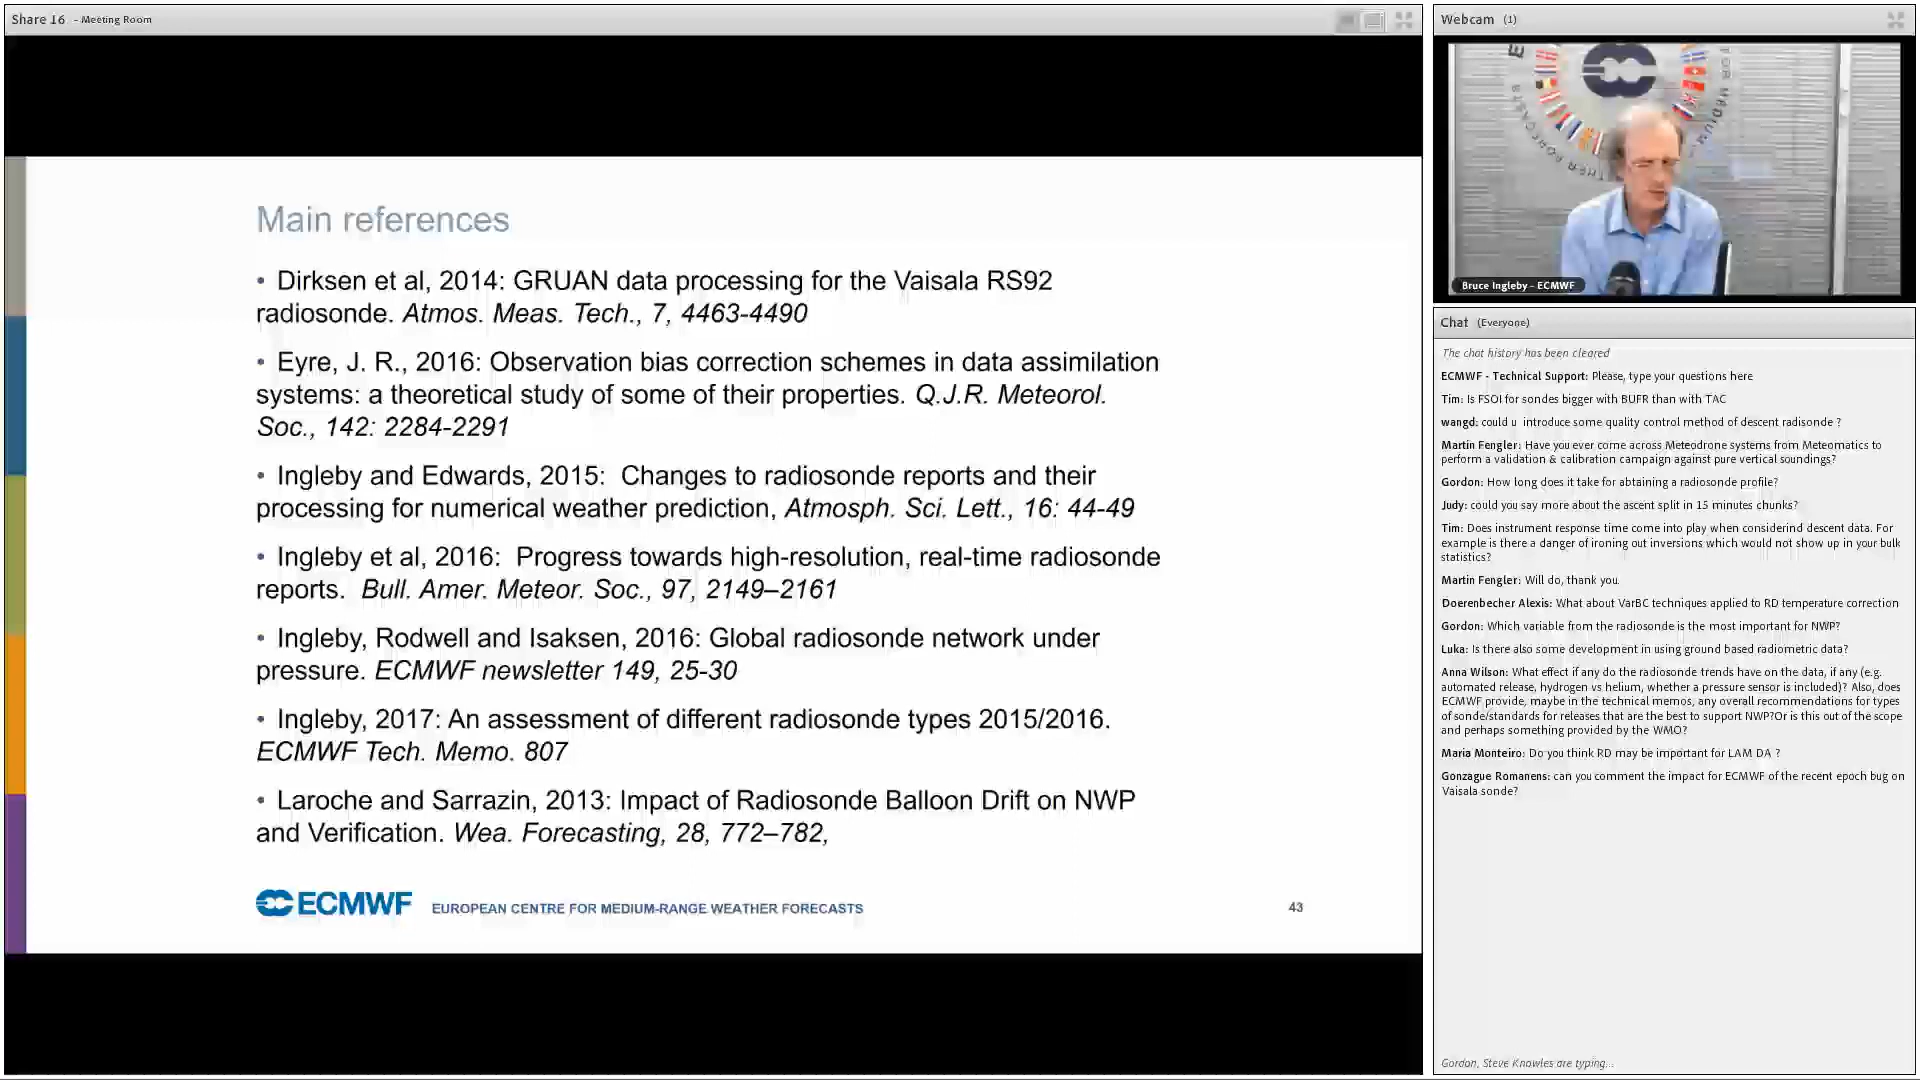 Share 16 - Meeting Room
Main references
• Dirksen et al, 2014: GRUAN data processing for the Vaisala RS92
radiosonde. Atmos. Meas. Tech., 7, 4463-4490
• Eyre, J. R., 2016: Observation bias correction schemes in data assimilation
systems: a theoretical study of some of their properties. Q.J.R. Meteorol.
Soc., 142: 2284-2291
• Ingleby and Edwards, 2015: Changes to radiosonde reports and their
processing for numerical weather prediction, Atmosph. Sci. Lett., 16: 44-49
• Ingleby et al, 2016: Progress towards high-resolution, real-time radiosonde
reports. Bull. Amer. Meteor. Soc., 97, 2149–2161
• Ingleby, Rodwell and Isaksen, 2016: Global radiosonde network under
pressure. ECMWF newsletter 149, 25-30
• Ingleby, 2017: An assessment of different radiosonde types 2015/2016.
ECMWF Tech. Memo. 807
• Laroche and Sarrazin, 2013: Impact of Radiosonde Balloon Drift on NWP
and Verification. Wea. Forecasting, 28, 772–782,
ECMWF EUROPEAN CENTRE FOR MEDIUM-RANGE WEATHER FORECASTS 43
Webcam (1)
Bruce Ingleby - ECMWF
Chat (Everyone)
The chat history has been cleared
ECMWF - Technical Support: Please, type your questions here
Tim: Is FSOI for sondes bigger with BUFR than with TAC
wangd: could u introduce some quality control method of descent radisonde ?
Martin Fengler: Have you ever come across Meteodrone systems from Meteomatics to
perform a validation & calibration campaign against pure vertical soundings?
Gordon: How long does it take for abtaining a radiosonde profile?
Judy: could you say more about the ascent split in 15 minutes chunks?
Tim: Does instrument response time come into play when considerind descent data. For
example is there a danger of ironing out inversions which would not show up in your bulk
statistics?
Martin Fengler: Will do, thank you.
Doerenbecher Alexis: What about VarBC techniques applied to RD temperature correction
Gordon: Which variable from the radiosonde is the most important for NWP?
Luka: Is there also some development in using ground based radiometric data?
Anna Wilson: What effect if any do the radiosonde trends have on the data, if any (e.g.
automated release, hydrogen vs helium, whether a pressure sensor is included)? Also, does
ECMWF provide, maybe in the technical memos, any overall recommendations for types
of sonde/standards for releases that are the best to support NWP?Or is this out of the scope
and perhaps something provided by the WMO?
Maria Monteiro: Do you think RD may be important for LAM DA ?
Gonzague Romanens: can you comment the impact for ECMWF of the recent epoch bug on
Vaisala sonde?
Gordon, Steve Knowles are typing...